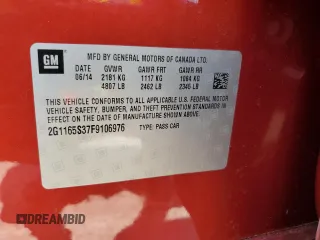 GM
MFD BY GENERAL MOTORS OF CANADA LTD.
DATE GVWR GAWR FRT GAWR RR
06/14 2181 KG 1117 KG 1064 KG
4807 LB 2462 LB 2345 LB
THIS VEHICLE CONFORMS TO ALL APPLICABLE U.S. FEDERAL MOTOR
VEHICLE SAFETY, BUMPER, AND THEFT PREVENTION STANDARDS IN
EFFECT ON THE DATE OF MANUFACTURE SHOWN ABOVE.
2G1165S37F9106976 TYPE: PASS CAR
DREAMBID